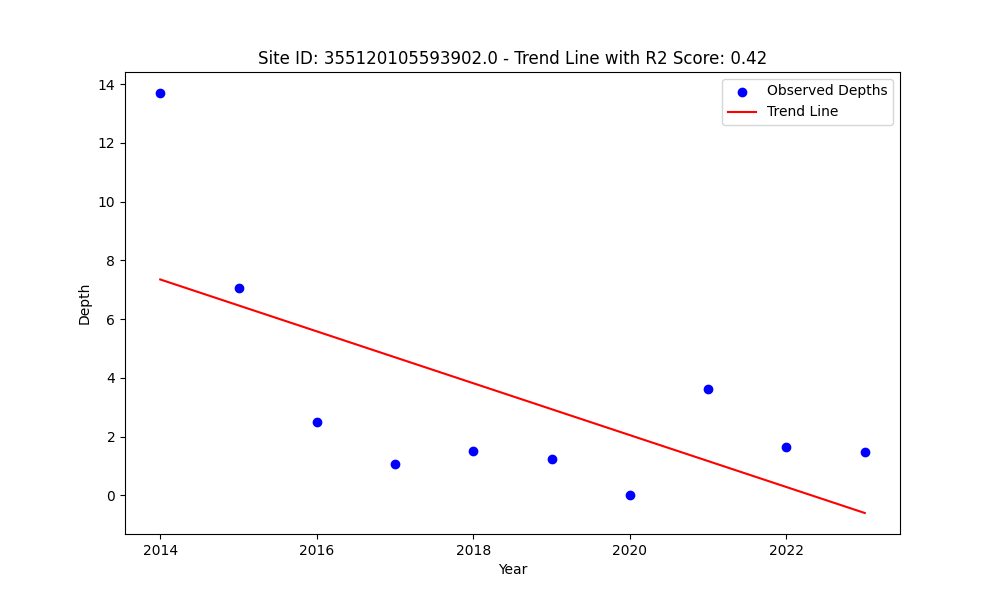 Site ID: 355120105593902.0 - Trend Line with R2 Score: 0.42
Observed Depths
Trend Line
14
12
10
8
6
4
2
0
Depth
2014
2016
2018
2020
2022
Year